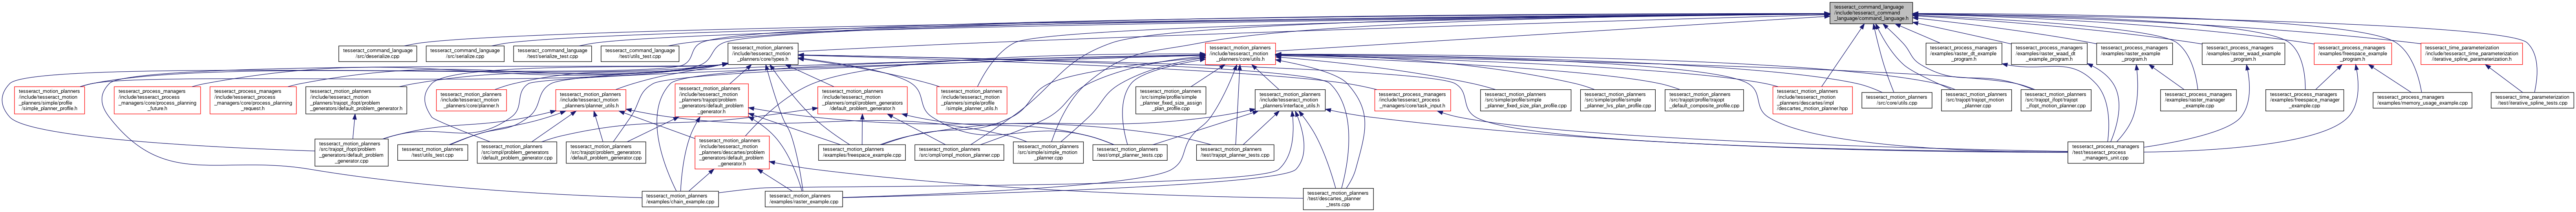 tesseract_command_language
/include/tesseract_command
_language/command_language.h
tesseract_command_language
/src/deserialize.cpp
tesseract_command_language
/src/serialize.cpp
tesseract_command_language
/test/serialize_test.cpp
tesseract_command_language
/test/utils_test.cpp
tesseract_motion_planners
/include/tesseract_motion
_planners/core/types.h
tesseract_motion_planners
/include/tesseract_motion
_planners/core/utils.h
tesseract_process_managers
/examples/raster_dt_example
_program.h
tesseract_process_managers
/examples/raster_waad_dt
_example_program.h
tesseract_process_managers
/examples/raster_example
_program.h
tesseract_process_managers
/examples/raster_waad_example
_program.h
tesseract_process_managers
/examples/freespace_example
_program.h
tesseract_time_parameterization
/include/tesseract_time_parameterization
/iterative_spline_parameterization.h
tesseract_motion_planners
/include/tesseract_motion
_planners/simple/profile
/simple_planner_profile.h
tesseract_process_managers
/include/tesseract_process
_managers/core/process_planning
_future.h
tesseract_process_managers
/include/tesseract_process
_managers/core/process_planning
_request.h
tesseract_motion_planners
/include/tesseract_motion
_planners/trajopt_ifopt/problem
_generators/default_problem_generator.h
tesseract_motion_planners
/include/tesseract_motion
_planners/core/planner.h
tesseract_motion_planners
/include/tesseract_motion
_planners/planner_utils.h
tesseract_motion_planners
/include/tesseract_motion
_planners/trajopt/problem
_generators/default_problem
_generator.h
tesseract_motion_planners
/include/tesseract_motion
_planners/ompl/problem_generators
/default_problem_generator.h
tesseract_motion_planners
/include/tesseract_motion
_planners/simple/profile
/simple_planner_utils.h
tesseract_motion_planners
/src/simple/profile/simple
_planner_fixed_size_assign
_plan_profile.cpp
tesseract_motion_planners
/include/tesseract_motion
_planners/interface_utils.h
tesseract_process_managers
/include/tesseract_process
_managers/core/task_input.h
tesseract_motion_planners
/src/simple/profile/simple
_planner_fixed_size_plan_profile.cpp
tesseract_motion_planners
/src/simple/profile/simple
_planner_lvs_plan_profile.cpp
tesseract_motion_planners
/src/trajopt/profile/trajopt
_default_composite_profile.cpp
tesseract_motion_planners
/include/tesseract_motion
_planners/descartes/impl
/descartes_motion_planner.hpp
tesseract_motion_planners
/src/core/utils.cpp
tesseract_motion_planners
/src/trajopt/trajopt_motion
_planner.cpp
tesseract_motion_planners
/src/trajopt_ifopt/trajopt
_ifopt_motion_planner.cpp
tesseract_process_managers
/examples/raster_manager
_example.cpp
tesseract_process_managers
/examples/freespace_manager
_example.cpp
tesseract_process_managers
/examples/memory_usage_example.cpp
tesseract_time_parameterization
/test/iterative_spline_tests.cpp
tesseract_motion_planners
/src/trajopt_ifopt/problem
_generators/default_problem
_generator.cpp
tesseract_motion_planners
/test/utils_test.cpp
tesseract_motion_planners
/src/ompl/problem_generators
/default_problem_generator.cpp
tesseract_motion_planners
/src/trajopt/problem_generators
/default_problem_generator.cpp
tesseract_motion_planners
/include/tesseract_motion
_planners/descartes/problem
_generators/default_problem
_generator.h
tesseract_motion_planners
/examples/freespace_example.cpp
tesseract_motion_planners
/src/ompl/ompl_motion_planner.cpp
tesseract_motion_planners
/src/simple/simple_motion
_planner.cpp
tesseract_motion_planners
/test/ompl_planner_tests.cpp
tesseract_motion_planners
/test/trajopt_planner_tests.cpp
tesseract_process_managers
/test/tesseract_process
_managers_unit.cpp
tesseract_motion_planners
/examples/chain_example.cpp
tesseract_motion_planners
/examples/raster_example.cpp
tesseract_motion_planners
/test/descartes_planner
_tests.cpp